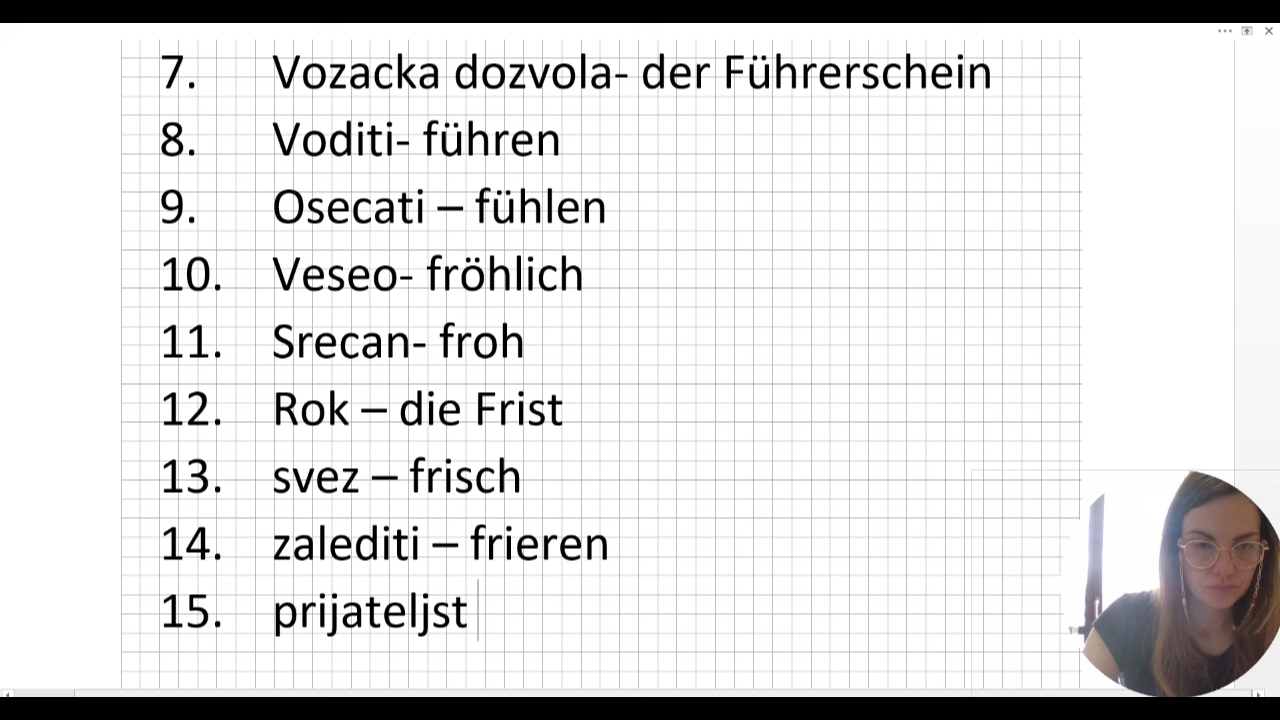 7. Vozacka dozvola- der Führerschein
8. Voditi- führen
9. Osecati – fühlen
10. Veseo- fröhlich
11. Srecan- froh
12. Rok – die Frist
13. svez – frisch
14. zalediti – frieren
15. prijateljst